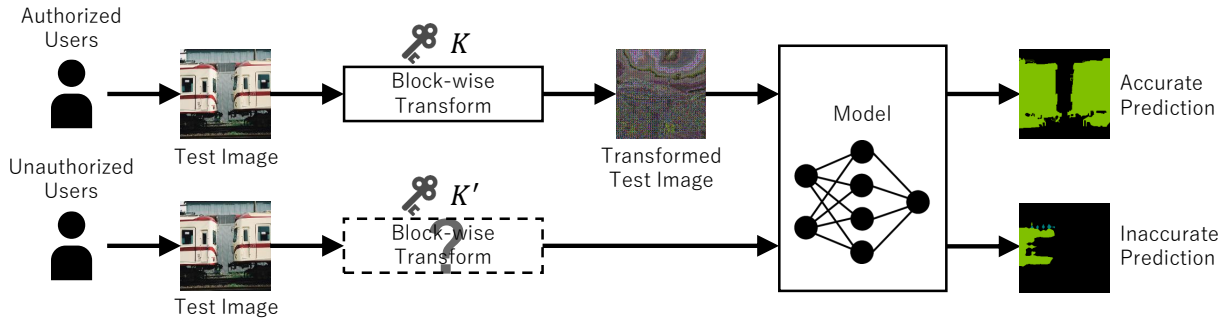 Authorized
Users
K
Block-wise
Transform
Test Image
Transformed
Test Image
Model
Accurate
Prediction
Unauthorized
Users
K′
?
Block-wise
Transform
Test Image
Inaccurate
Prediction